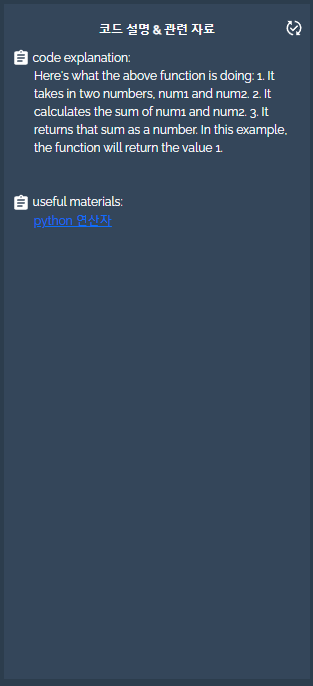 코드 설명 & 관련 자료
code explanation:
Here's what the above function is doing: 1. It
takes in two numbers, num1 and num2. 2. It
calculates the sum of num1 and num2. 3. It
returns that sum as a number. In this example,
the function will return the value 1.
useful materials:
python 연산자